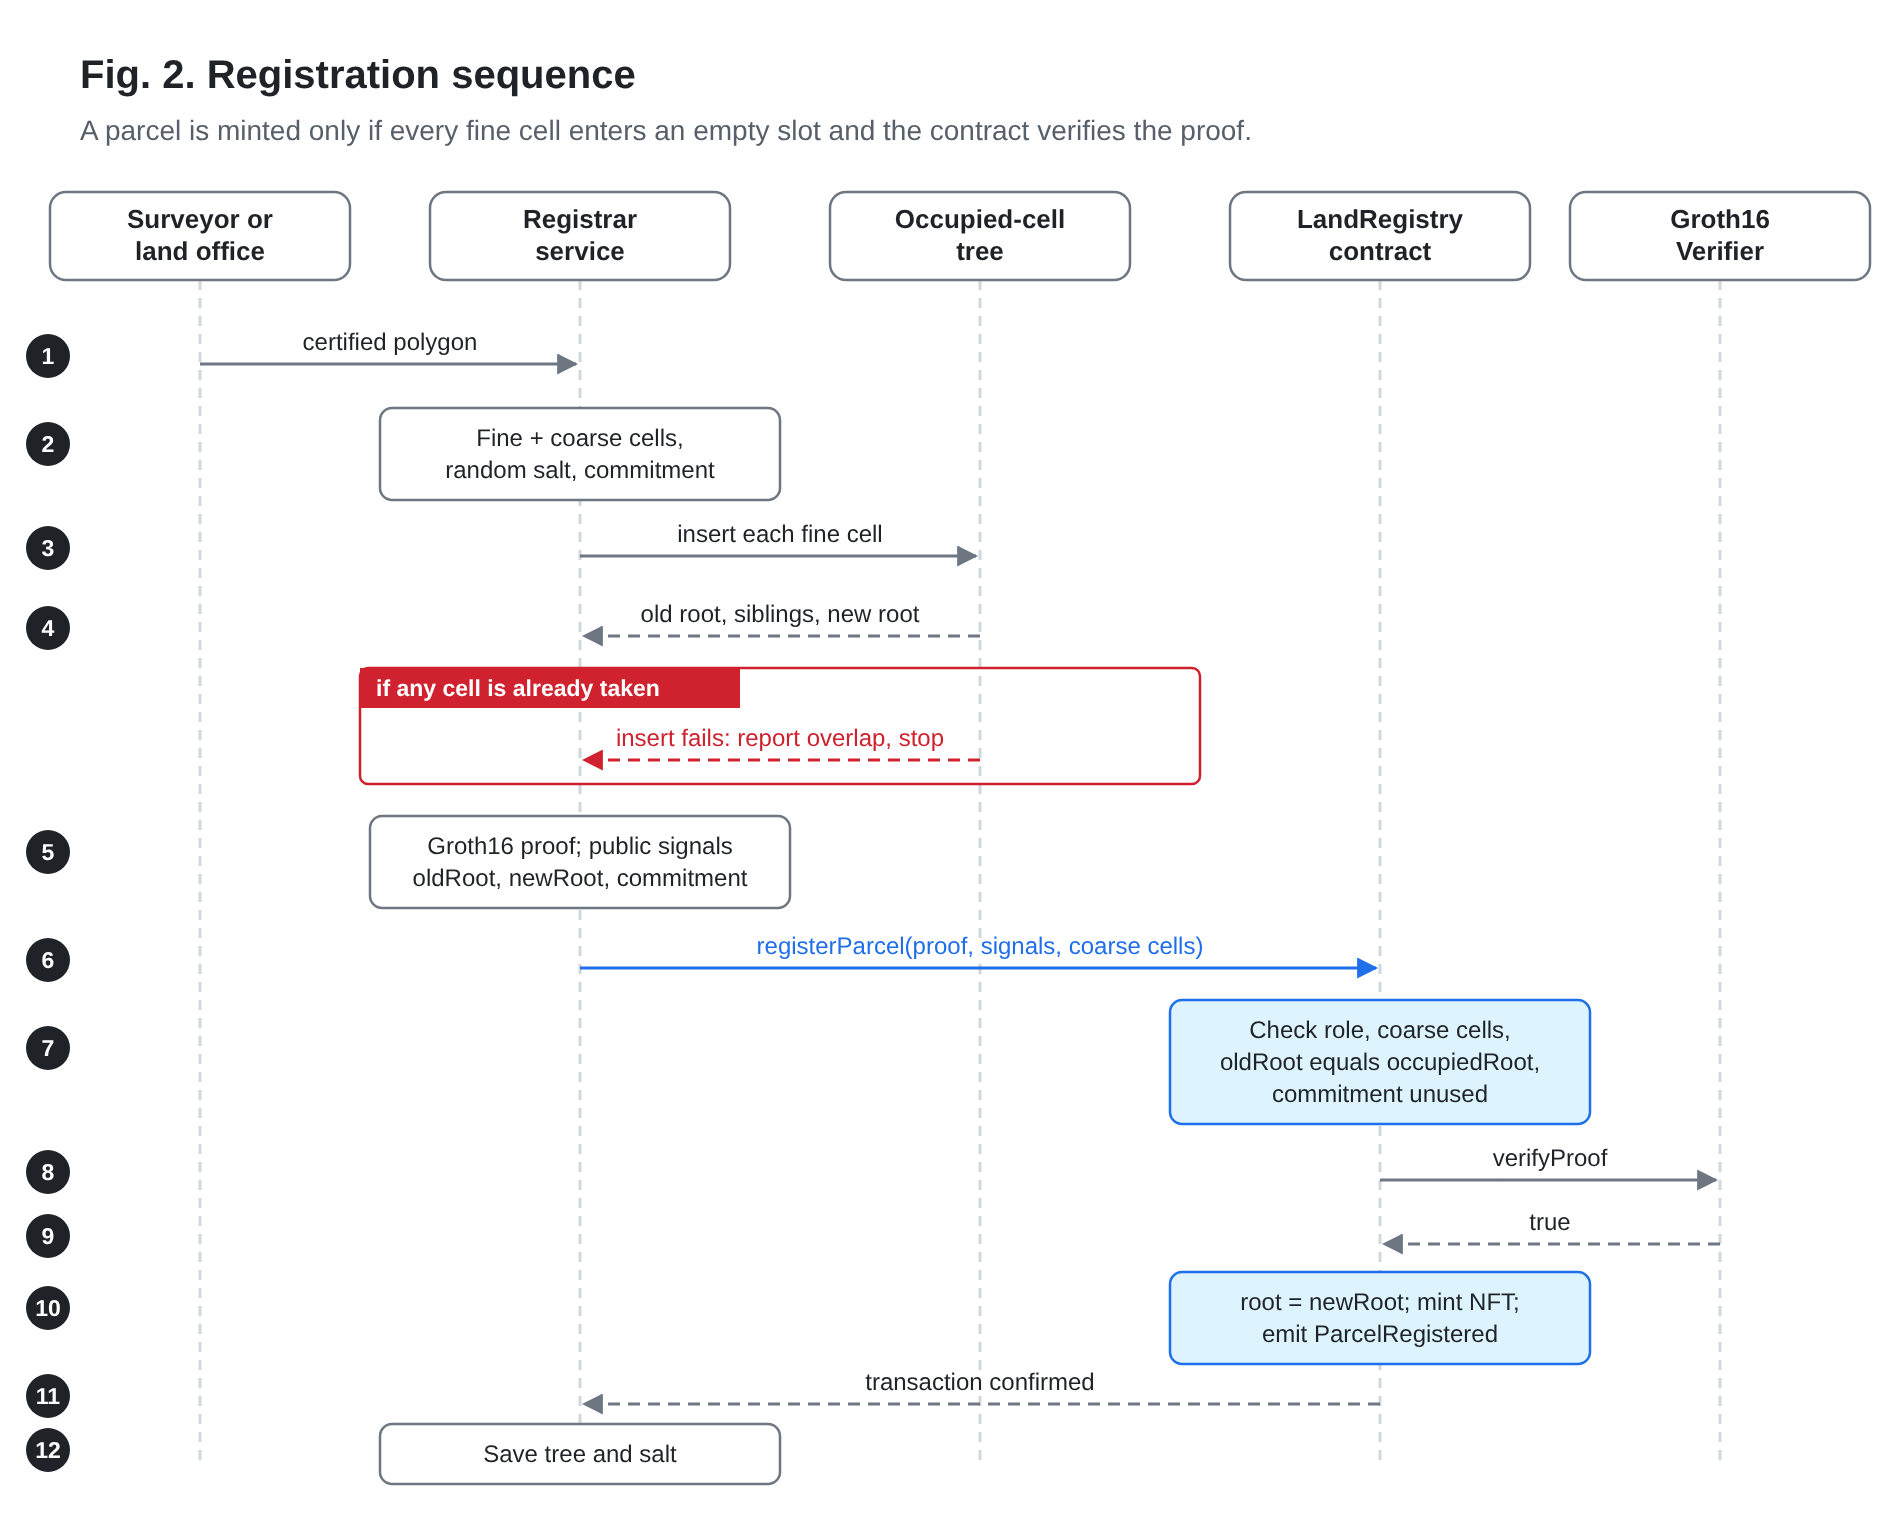 Fig. 2. Registration sequence
A parcel is minted only if every fine cell enters an empty slot and the contract verifies the proof.
Surveyor or
land office
Registrar
service
Occupied-cell
tree
LandRegistry
contract
Groth16
Verifier
1
certified polygon
2
Fine + coarse cells,
random salt, commitment
3
insert each fine cell
4
old root, siblings, new root
if any cell is already taken
insert fails: report overlap, stop
5
Groth16 proof; public signals
oldRoot, newRoot, commitment
6
registerParcel(proof, signals, coarse cells)
7
Check role, coarse cells,
oldRoot equals occupiedRoot,
commitment unused
8
verifyProof
9
true
10
root = newRoot; mint NFT;
emit ParcelRegistered
11
transaction confirmed
12
Save tree and salt